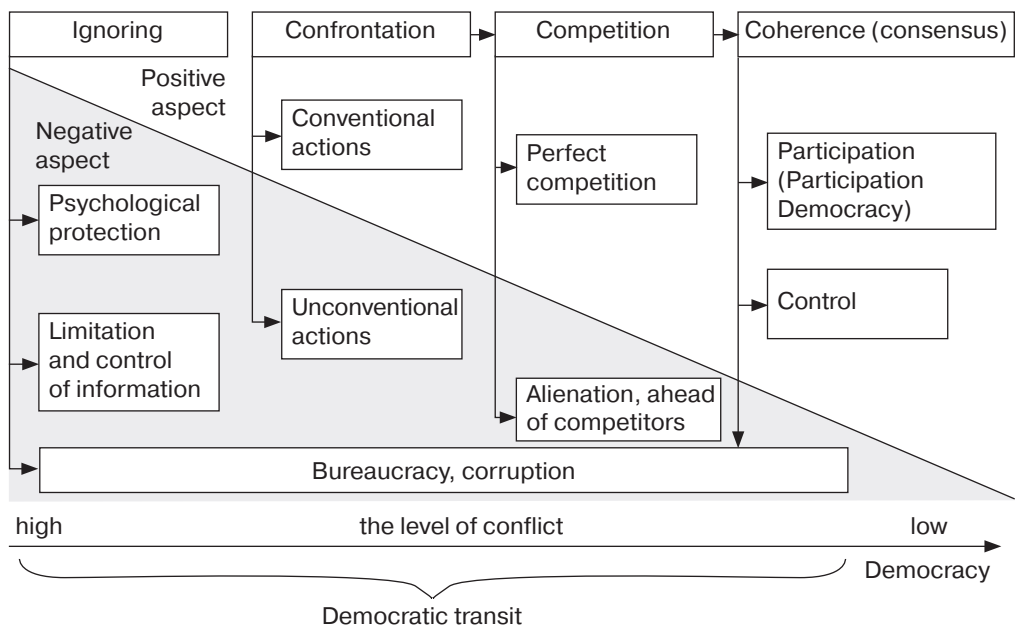 Ignoring
Confrontation
Competition
Coherence (consensus)
Positive
aspect
Negative
aspect
Psychological
protection
Limitation
and control
of information
Conventional
actions
Unconventional
actions
Perfect
competition
Alienation, ahead
of competitors
Participation
(Participation
Democracy)
Control
Bureaucracy, corruption
high
the level of conflict
low
Democracy
Democratic transit